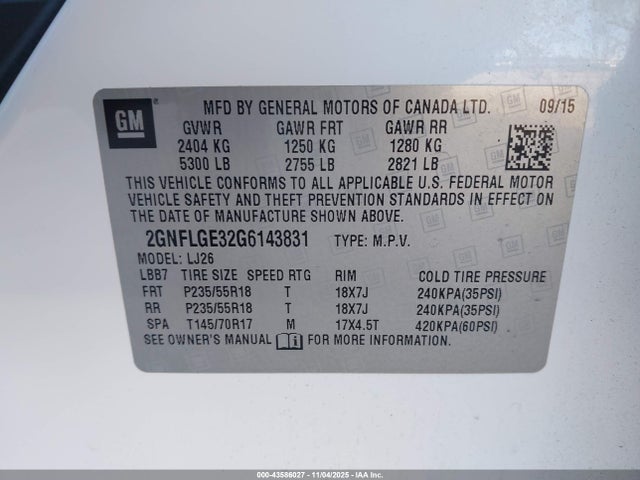 GM
MFD BY GENERAL MOTORS OF CANADA LTD. 09/15
GVWR GAWR FRT GAWR RR
2404 KG 1250 KG 1280 KG
5300 LB 2755 LB 2821 LB
THIS VEHICLE CONFORMS TO ALL APPLICABLE U.S. FEDERAL MOTOR
VEHICLE SAFETY AND THEFT PREVENTION STANDARDS IN EFFECT
ON THE DATE OF MANUFACTURE SHOWN ABOVE.
2GNFLGE32G6143831 TYPE: M.P.V.
MODEL: LJ26
LBB7 TIRE SIZE SPEED RTG RIM COLD TIRE PRESSURE
FRT P235/55R18 T 18X7J 240KPA(35PSI)
RR P235/55R18 T 18X7J 240KPA(35PSI)
SPA T145/70R17 M 17X4.5T 420KPA(60PSI)
SEE OWNER'S MANUAL FOR MORE INFORMATION.
000-43586027 - 11/04/2025 - IAA Inc.